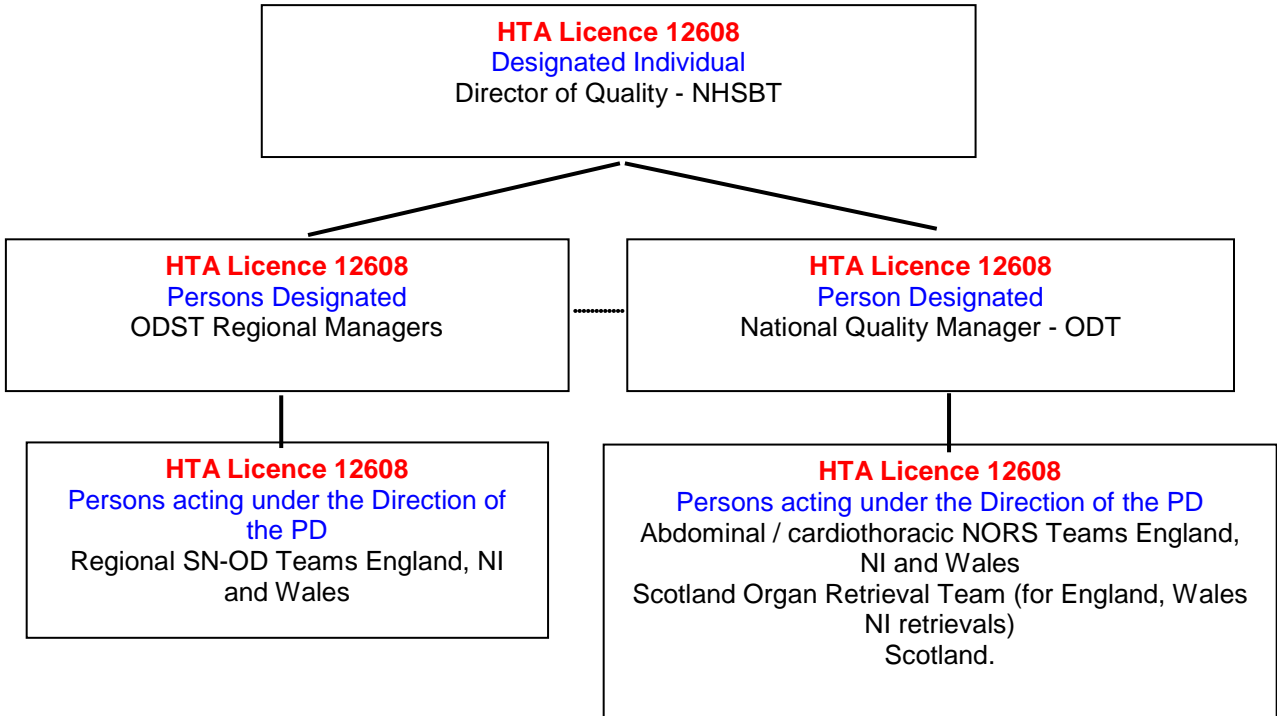 HTA Licence 12608
Designated Individual
Director of Quality - NHSBT
HTA Licence 12608
Persons Designated
ODST Regional Managers
HTA Licence 12608
Person Designated
National Quality Manager - ODT
HTA Licence 12608
Persons acting under the Direction of
the PD
Regional SN-OD Teams England, NI
and Wales
HTA Licence 12608
Persons acting under the Direction of the PD
Abdominal / cardiothoracic NORS Teams England,
NI and Wales
Scotland Organ Retrieval Team (for England, Wales
NI retrievals)
Scotland.